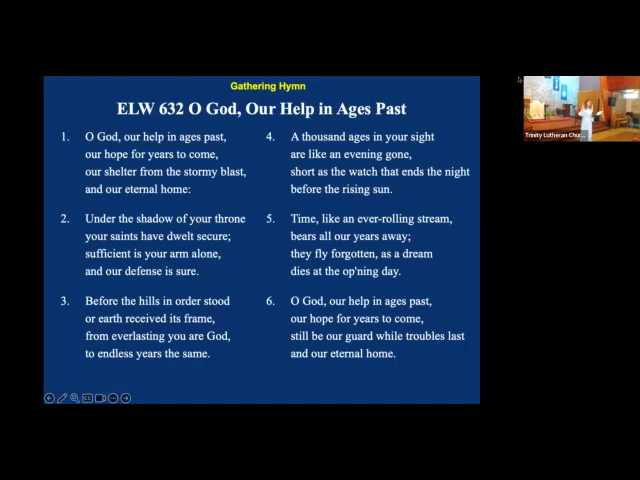 Gathering Hymn
ELW 632 O God, Our Help in Ages Past
1. O God, our help in ages past,
our hope for years to come,
our shelter from the stormy blast,
and our eternal home:
2. Under the shadow of your throne
your saints have dwelt secure;
sufficient is your arm alone,
and our defense is sure.
3. Before the hills in order stood
or earth received its frame,
from everlasting you are God,
to endless years the same.
4. A thousand ages in your sight
are like an evening gone,
short as the watch that ends the night
before the rising sun.
5. Time, like an ever-rolling stream,
bears all our years away;
they fly forgotten, as a dream
dies at the op'ning day.
6. O God, our help in ages past,
our hope for years to come,
still be our guard while troubles last
and our eternal home.
Trinity Lutheran Chur...